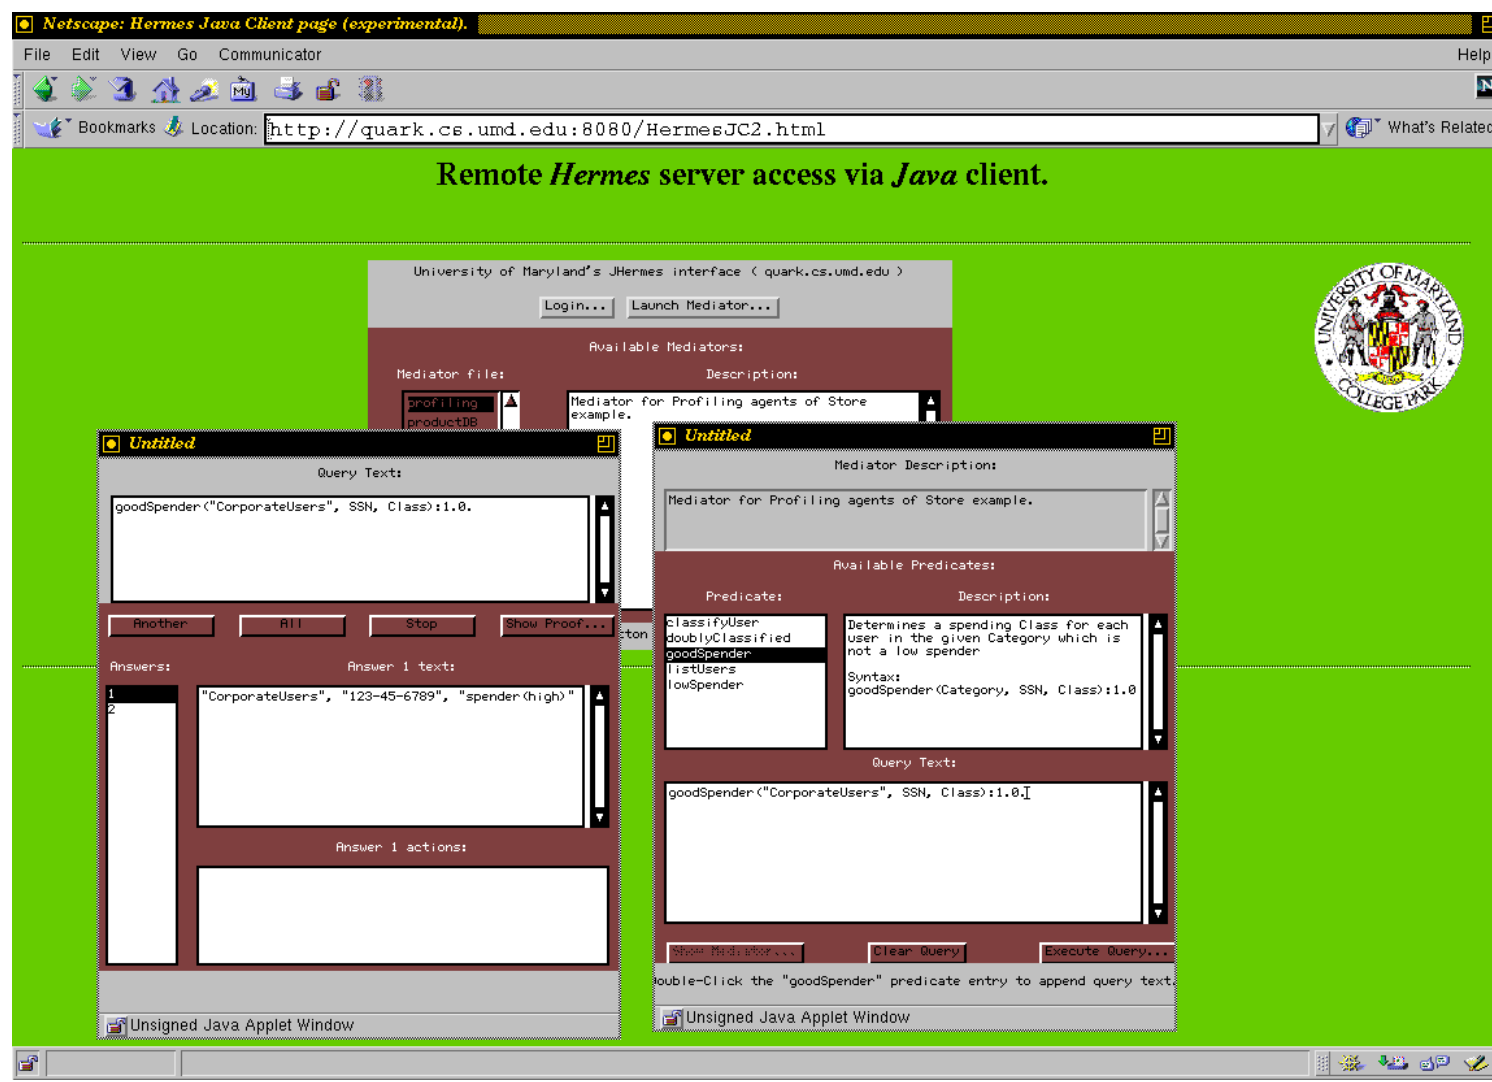 Netscape: Hermes Java Client page (experimental).
File Edit View Go Communicator Help
My
N
Bookmarks Location: http://quark.cs.umd.edu:8080/HermesJC2.html What's Related
Remote Hermes server access via Java client.
University of Maryland's JHermes interface ( quark.cs.umd.edu )
Login... Launch Mediator...
Available Mediators:
Mediator file: Description:
profiling
productDB
Mediator for Profiling agents of Store
example.
UNIVERSITY OF MARYLAND
COLLEGE PARK
Untitled
Query Text:
goodSpender("CorporateUsers", SSN, Class):1.0.
Another All Stop Show Proof...
Answers: Answer 1 text:
1
2
"CorporateUsers", "123-45-6789", "spender(high)"
Answer 1 actions:
Unsigned Java Applet Window
Untitled
Mediator Description:
Mediator for Profiling agents of Store example.
Available Predicates:
Predicate: Description:
classifyUser
doublyClassified
goodSpender
listUsers
lowSpender
Determines a spending Class for each
user in the given Category which is
not a low spender
Syntax:
goodSpender(Category, SSN, Class):1.0
Query Text:
goodSpender("CorporateUsers", SSN, Class):1.0.
Show Mediator... Clear Query Execute Query...
Double-Click the "goodSpender" predicate entry to append query text.
Unsigned Java Applet Window